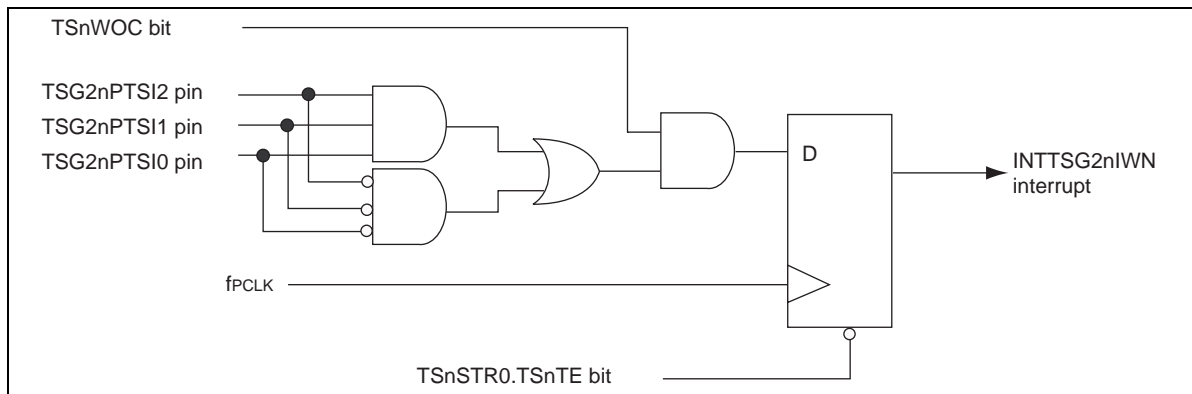 TSnWOC bit
TSG2nPTSI2 pin
TSG2nPTSI1 pin
TSG2nPTSI0 pin
D
INTTSG2nIWN
interrupt
fPCLK
TSnSTR0.TSnTE bit